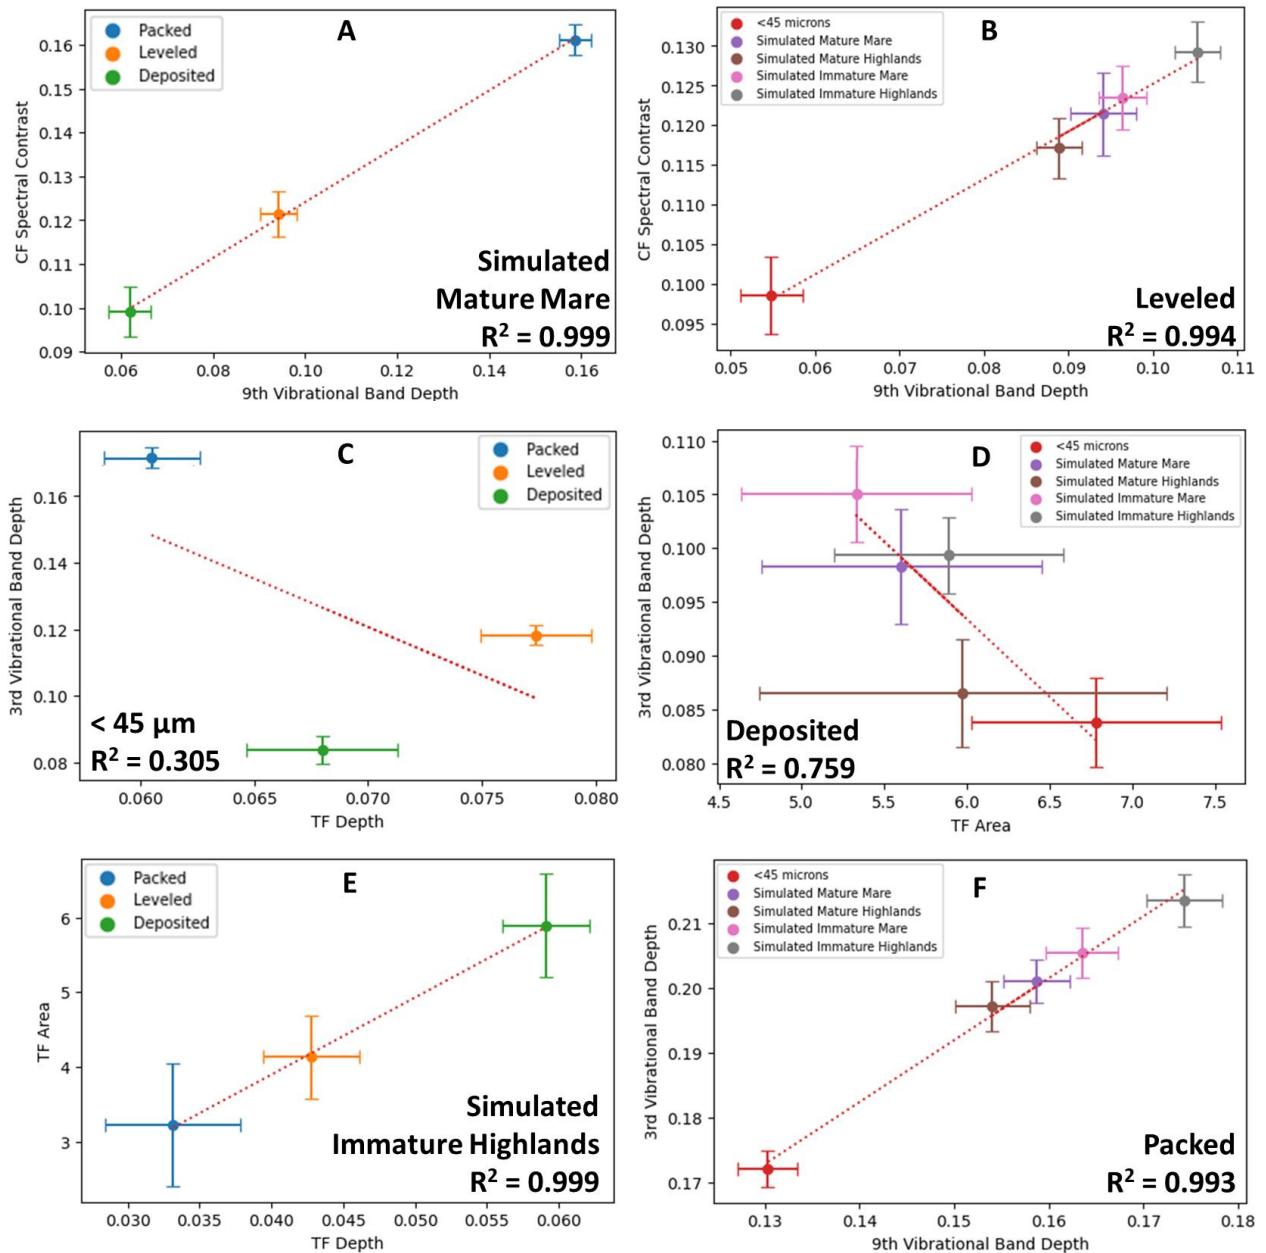 A
Packed
Leveled
Deposited
0.16
0.15
0.14
0.13
0.12
0.11
0.10
0.09
CF Spectral Contrast
Simulated
Mature Mare
R² = 0.999
0.06 0.08 0.10 0.12 0.14 0.16
9th Vibrational Band Depth
B
<45 microns
Simulated Mature Mare
Simulated Mature Highlands
Simulated Immature Mare
Simulated Immature Highlands
0.130
0.125
0.120
0.115
0.110
0.105
0.100
0.095
CF Spectral Contrast
Leveled
R² = 0.994
0.05 0.06 0.07 0.08 0.09 0.10 0.11
9th Vibrational Band Depth
C
Packed
Leveled
Deposited
0.16
0.14
0.12
0.10
0.08
3rd Vibrational Band Depth
< 45 µm
R² = 0.305
0.060 0.065 0.070 0.075 0.080
TF Depth
D
<45 microns
Simulated Mature Mare
Simulated Mature Highlands
Simulated Immature Mare
Simulated Immature Highlands
0.110
0.105
0.100
0.095
0.090
0.085
0.080
3rd Vibrational Band Depth
Deposited
R² = 0.759
4.5 5.0 5.5 6.0 6.5 7.0 7.5
TF Area
E
Packed
Leveled
Deposited
6
5
4
3
TF Area
Simulated
Immature Highlands
R² = 0.999
0.030 0.035 0.040 0.045 0.050 0.055 0.060
TF Depth
F
<45 microns
Simulated Mature Mare
Simulated Mature Highlands
Simulated Immature Mare
Simulated Immature Highlands
0.21
0.20
0.19
0.18
0.17
3rd Vibrational Band Depth
Packed
R² = 0.993
0.13 0.14 0.15 0.16 0.17 0.18
9th Vibrational Band Depth